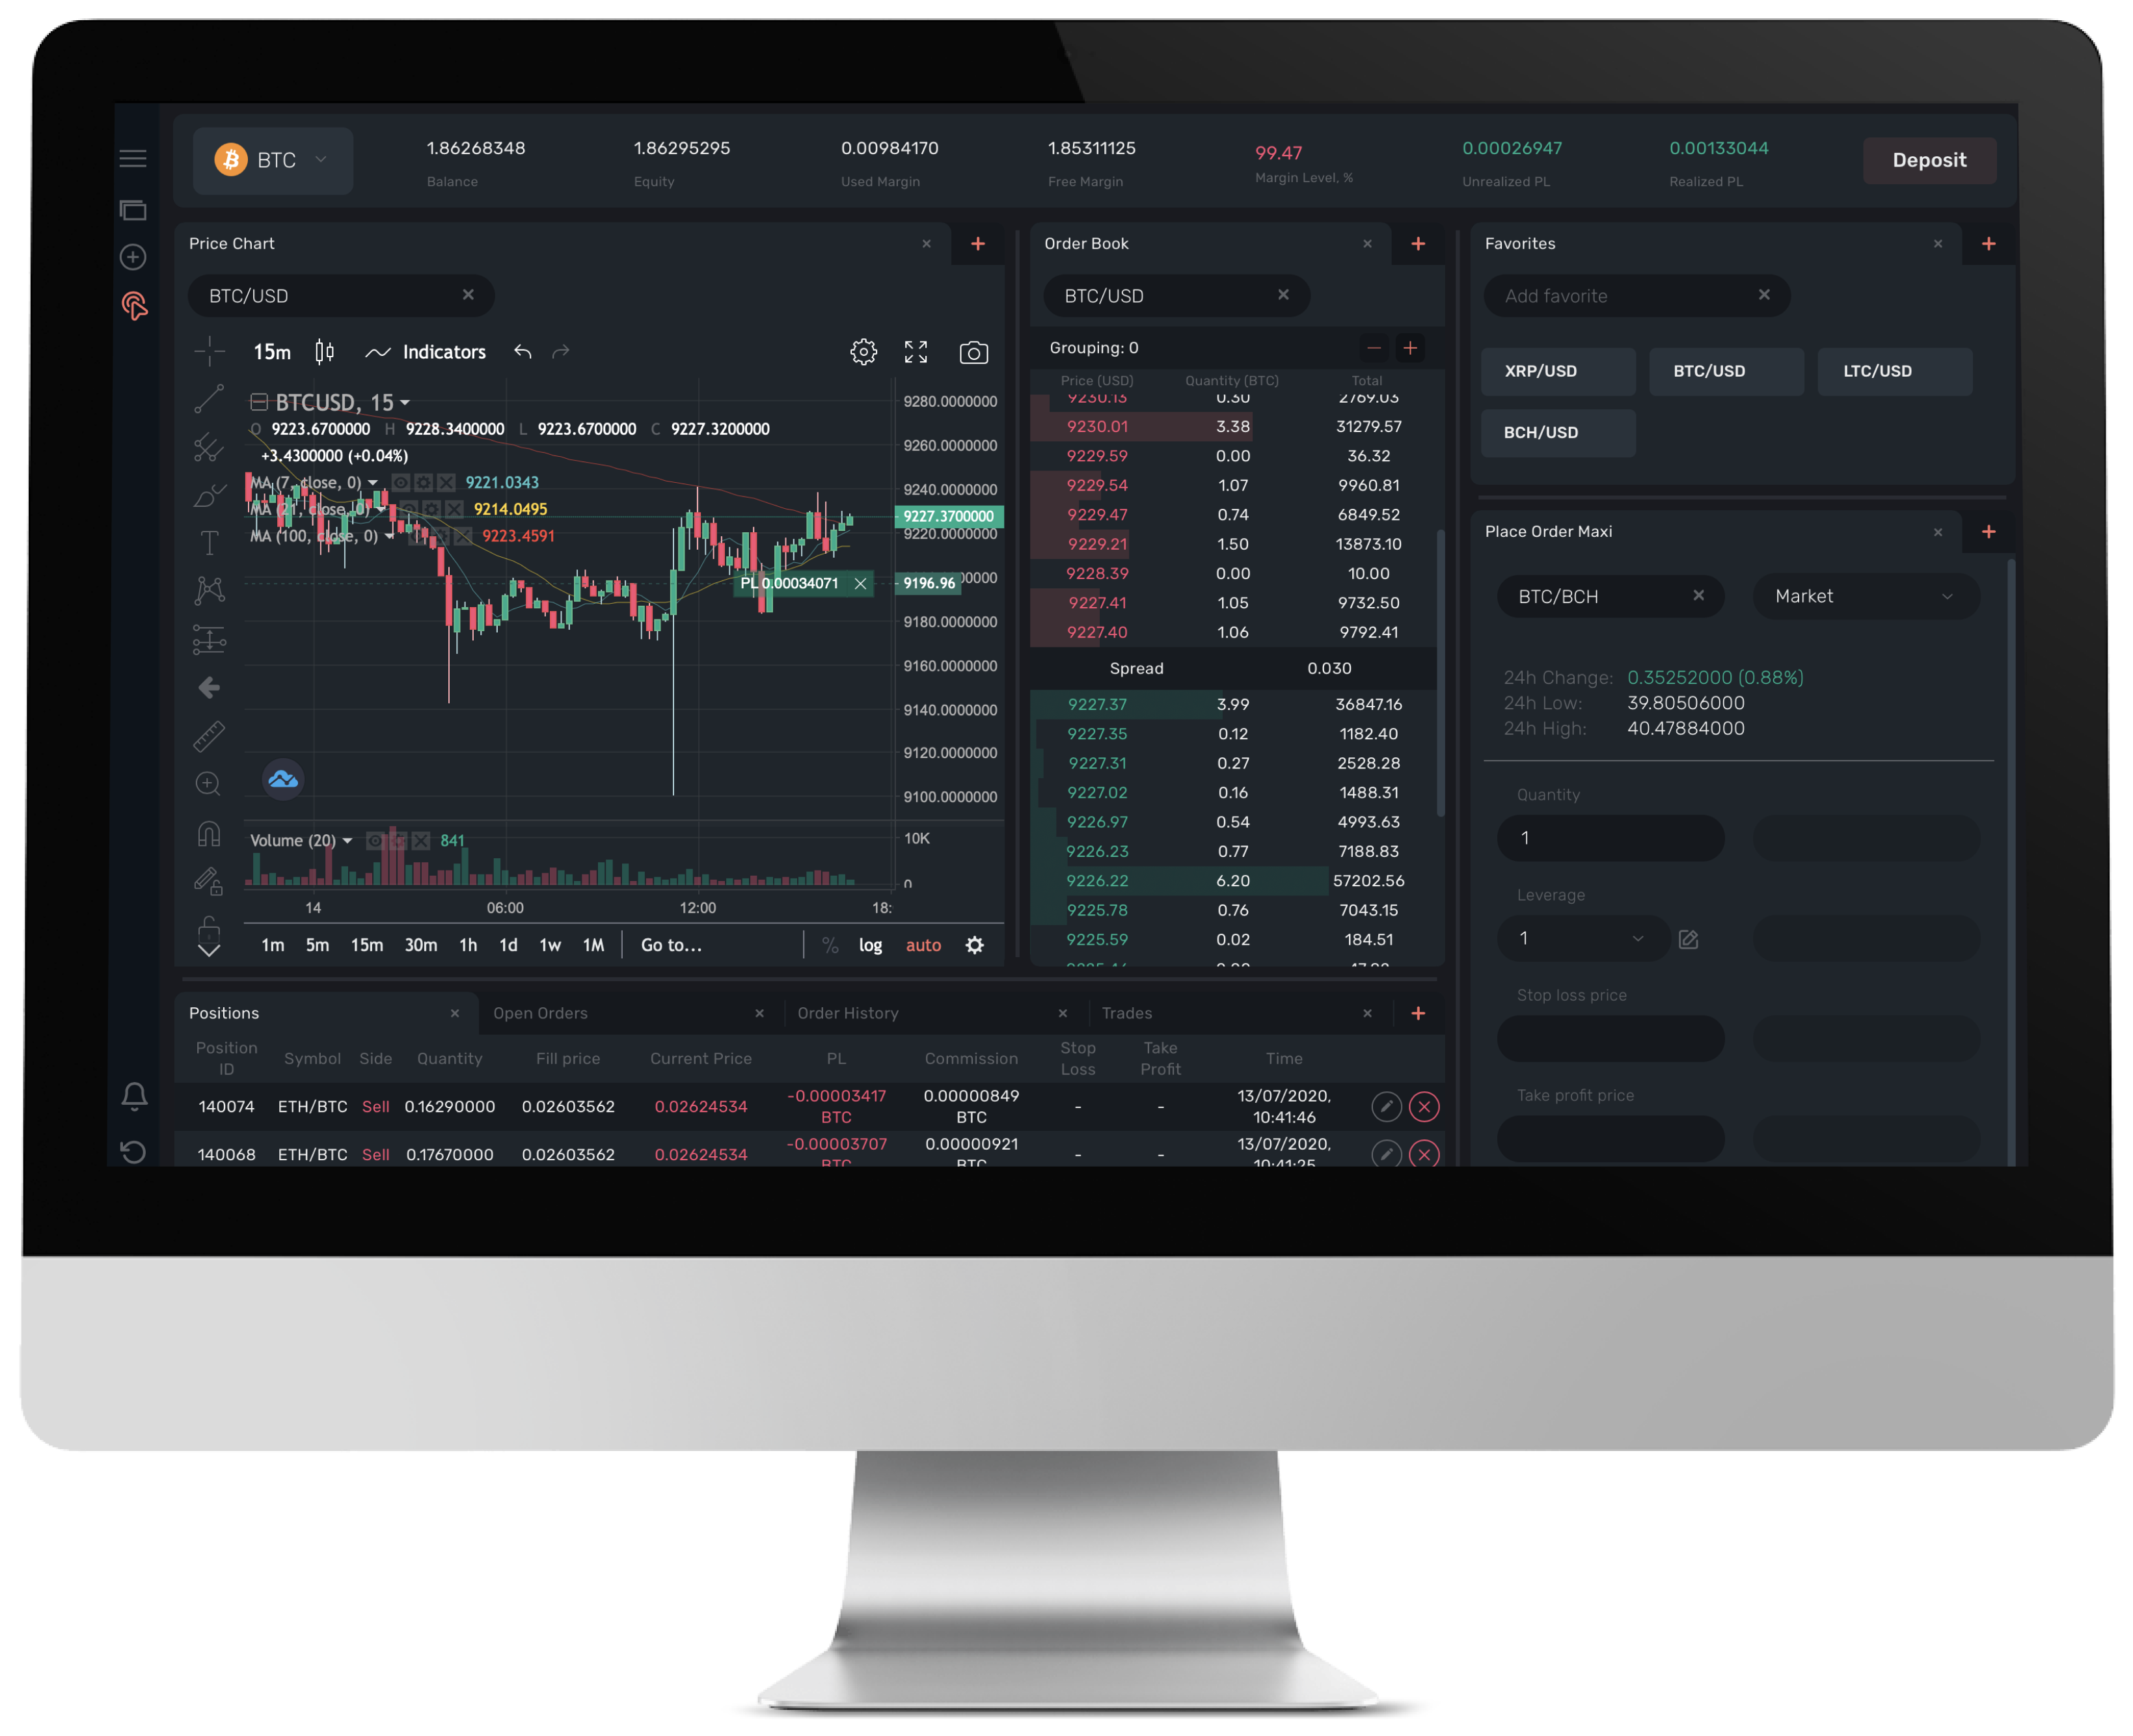 BTC
1.86268348
Balance
1.86295295
Equity
0.00984170
Used Margin
1.85311125
Free Margin
99.47
Margin Level, %
0.00026947
Unrealized PL
0.00133044
Realized PL
Deposit
Price Chart
BTC/USD
15m Indicators
BTCUSD, 15
O 9223.6700000 H 9228.3400000 L 9223.6700000 C 9227.3200000
+3.4300000 (+0.04%)
MA (7, close, 0) 9221.0343
MA (21, close, 0) 9214.0495
MA (100, close, 0) 9223.4591
9280.0000000
9260.0000000
9240.0000000
9227.3700000
9220.0000000
PL 0.00034071
9196.96
9180.0000000
9160.0000000
9140.0000000
9120.0000000
9100.0000000
Volume (20) 841
10K
0
14 06:00 12:00 18:
1m 5m 15m 30m 1h 1d 1w 1M Go to... % log auto
Order Book
BTC/USD
Grouping: 0
Price (USD) Quantity (BTC) Total
9230.13 0.30 2769.03
9230.01 3.38 31279.57
9229.59 0.00 36.32
9229.54 1.07 9960.81
9229.47 0.74 6849.52
9229.21 1.50 13873.10
9228.39 0.00 10.00
9227.41 1.05 9732.50
9227.40 1.06 9792.41
Spread 0.030
9227.37 3.99 36847.16
9227.35 0.12 1182.40
9227.31 0.27 2528.28
9227.02 0.16 1488.31
9226.97 0.54 4993.63
9226.23 0.77 7188.83
9226.22 6.20 57202.56
9225.78 0.76 7043.15
9225.59 0.02 184.51
Favorites
Add favorite
XRP/USD BTC/USD LTC/USD
BCH/USD
Place Order Maxi
BTC/BCH Market
24h Change: 0.35252000 (0.88%)
24h Low: 39.80506000
24h High: 40.47884000
Quantity
1
Leverage
1
Stop loss price
Take profit price
Positions Open Orders Order History Trades
Position ID Symbol Side Quantity Fill price Current Price PL Commission Stop Loss Take Profit Time
140074 ETH/BTC Sell 0.16290000 0.02603562 0.02624534 -0.00003417 BTC 0.00000849 BTC - - 13/07/2020, 10:41:46
140068 ETH/BTC Sell 0.17670000 0.02603562 0.02624534 -0.00003707 BTC 0.00000921 BTC - - 13/07/2020, 10:41:25